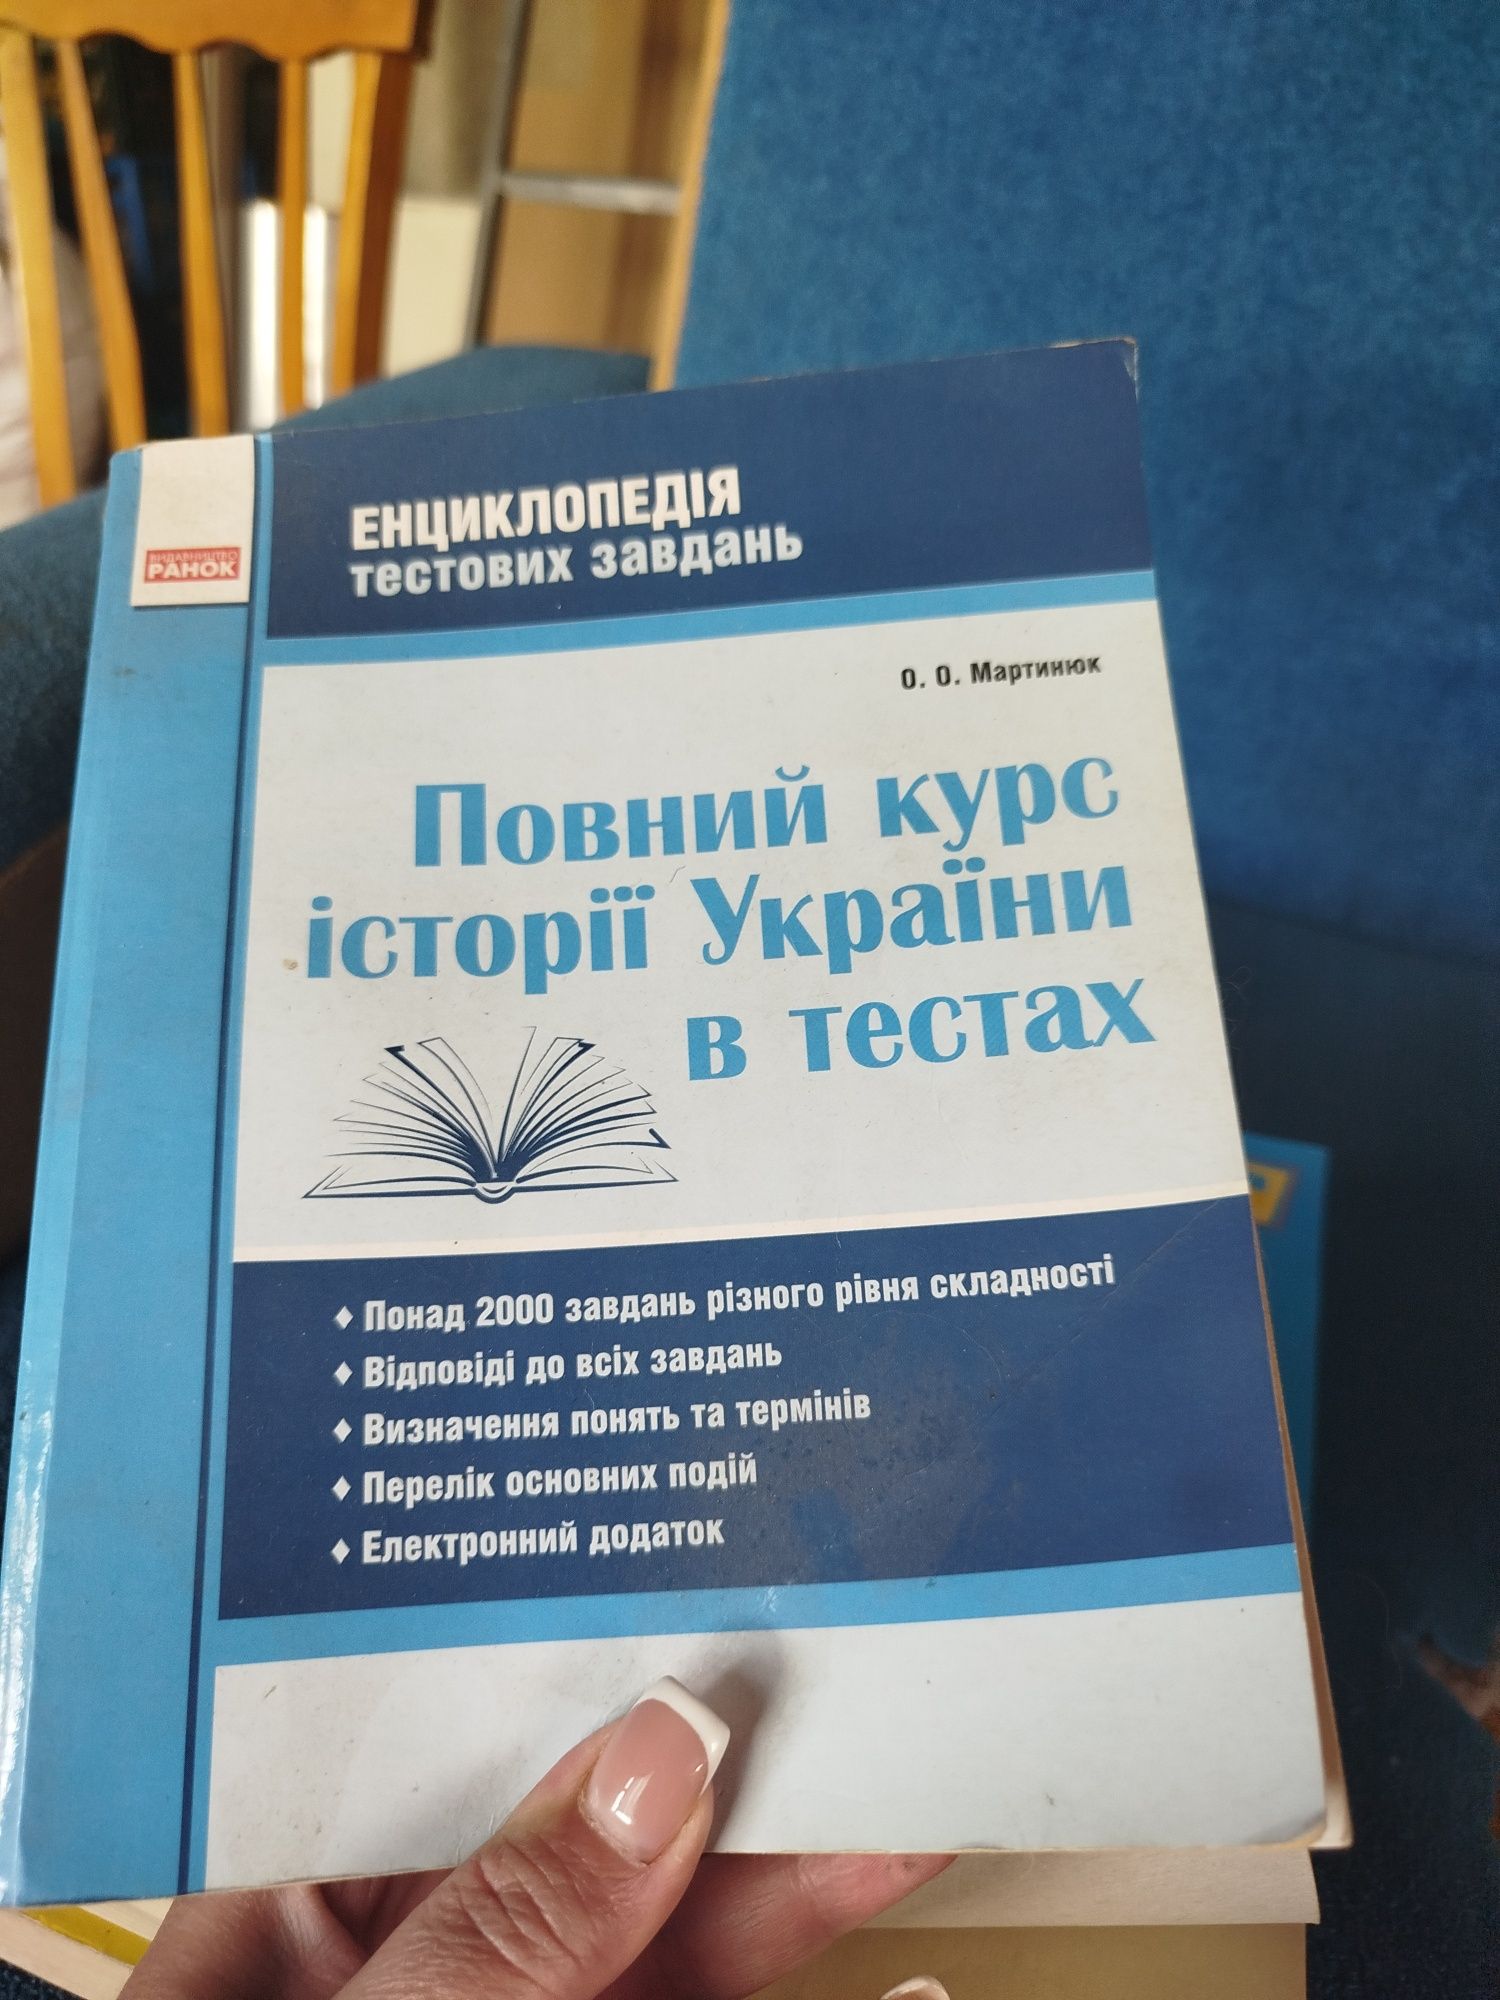 ЕНЦИКЛОПЕДІЯ
тестових завдань
ВИДАВНИЦТВО
РАНОК
О. О. Мартинюк
Повний курс
історії України
в тестах
♦ Понад 2000 завдань різного рівня складності
♦ Відповіді до всіх завдань
♦ Визначення понять та термінів
♦ Перелік основних подій
♦ Електронний додаток